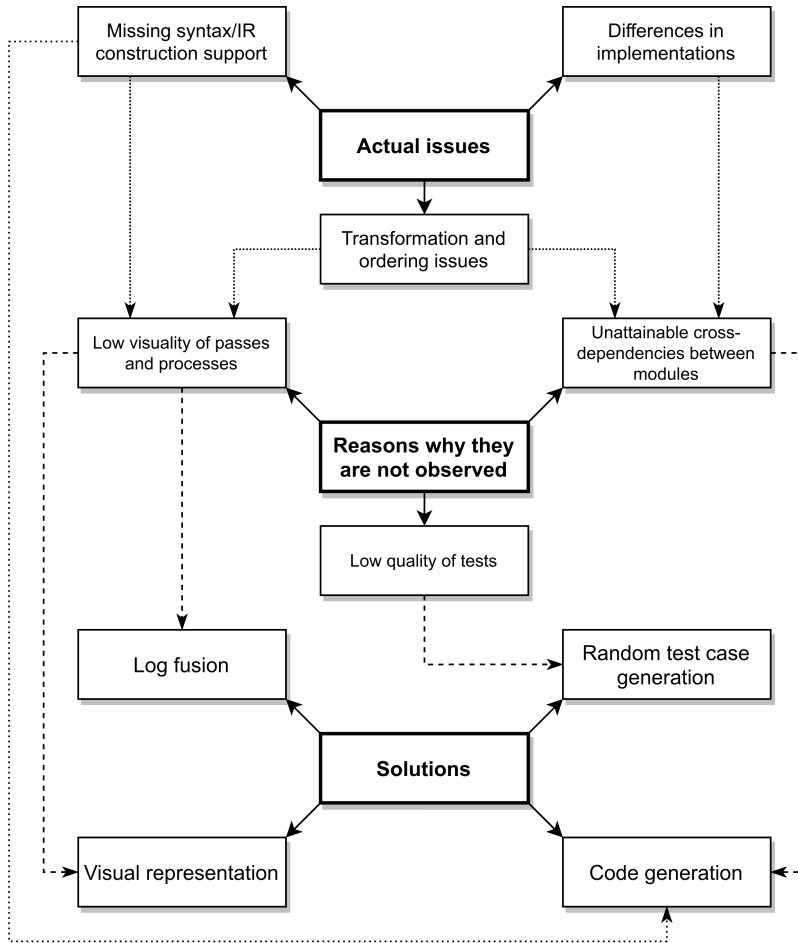 Missing syntax/IR
construction support
Differences in
implementations
Actual issues
Transformation and
ordering issues
Low visuality of passes
and processes
Unattainable cross-
dependencies between
modules
Reasons why they
are not observed
Low quality of tests
Log fusion
Random test case
generation
Solutions
Visual representation
Code generation